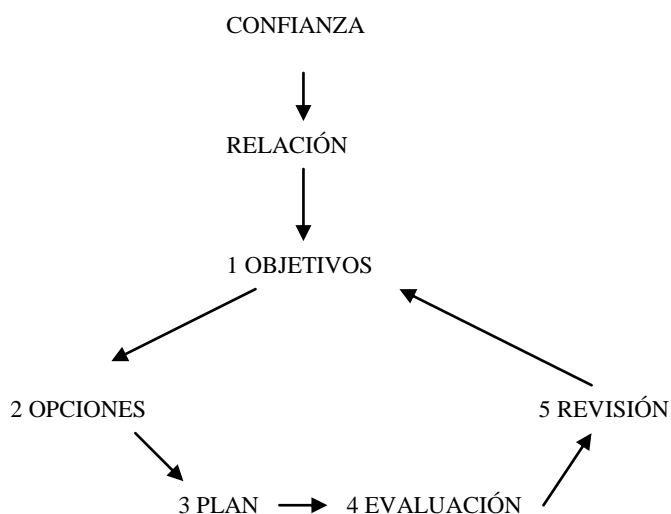 CONFIANZA
RELACIÓN
1 OBJETIVOS
2 OPCIONES
5 REVISIÓN
3 PLAN
4 EVALUACIÓN